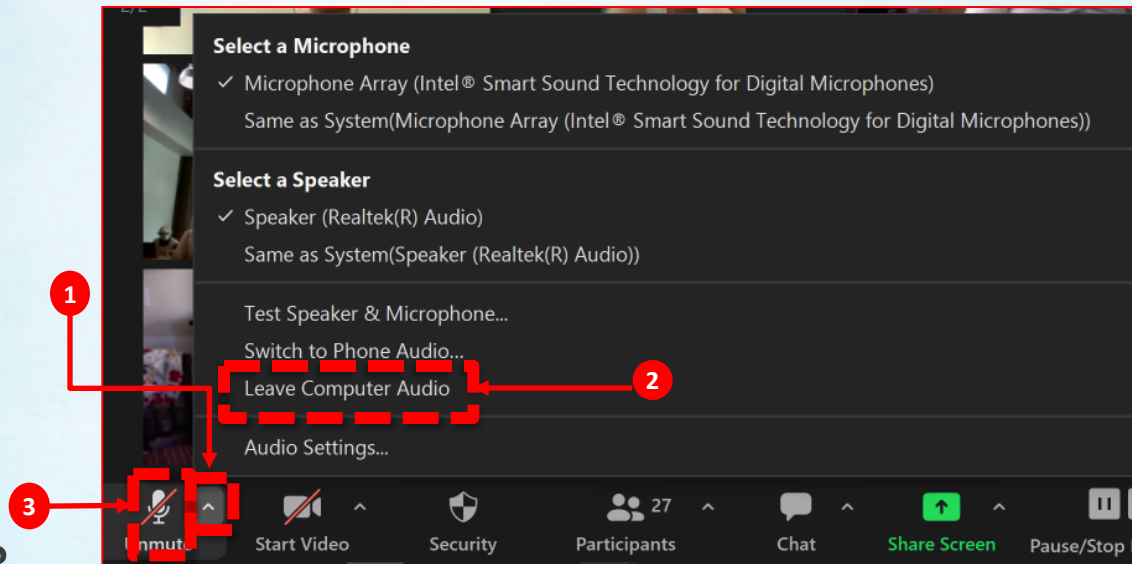 2/2
Select a Microphone
✓ Microphone Array (Intel® Smart Sound Technology for Digital Microphones)
Same as System(Microphone Array (Intel® Smart Sound Technology for Digital Microphones))
Select a Speaker
✓ Speaker (Realtek(R) Audio)
Same as System(Speaker (Realtek(R) Audio))
1
Test Speaker & Microphone...
Switch to Phone Audio...
Leave Computer Audio
2
Audio Settings...
3
27
Unmute
Start Video
Security
Participants
Chat
Share Screen
Pause/Stop